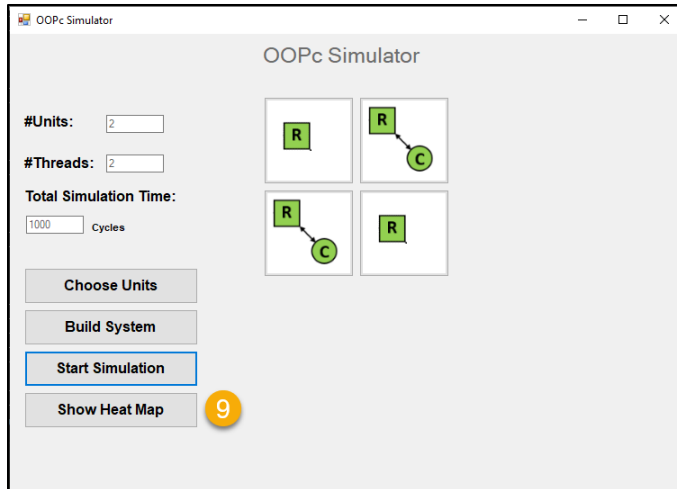 OOPc Simulator
OOPc Simulator
#Units: 2
#Threads: 2
Total Simulation Time:
1000 Cycles
Choose Units
Build System
Start Simulation
Show Heat Map 9
R
R
C
R
C
R